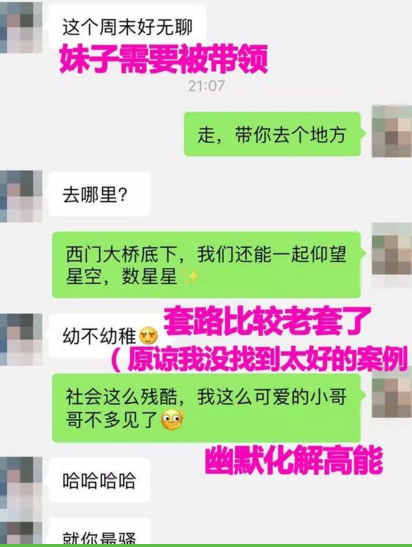 这个周末好无聊
妹子需要被带领
21:07
走，带你去个地方
去哪里？
西门大桥底下，我们还能一起仰望
星空，数星星✨
幼不幼稚😏
套路比较老套了
（原谅我没找到太好的案例
社会这么残酷，我这么可爱的小哥
哥不多见了🤭
幽默化解高能
哈哈哈哈
就你最骚